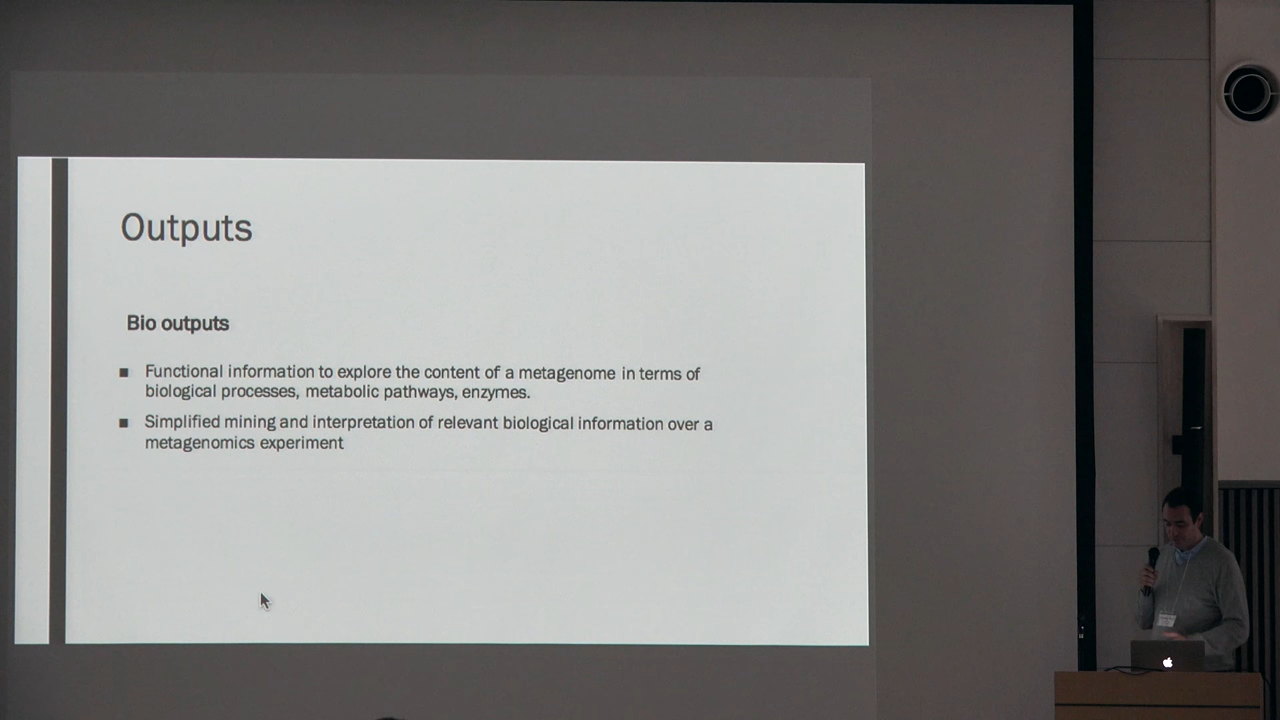 Outputs
Bio outputs
Functional information to explore the content of a metagenome in terms of
biological processes, metabolic pathways, enzymes.
Simplified mining and interpretation of relevant biological information over a
metagenomics experiment